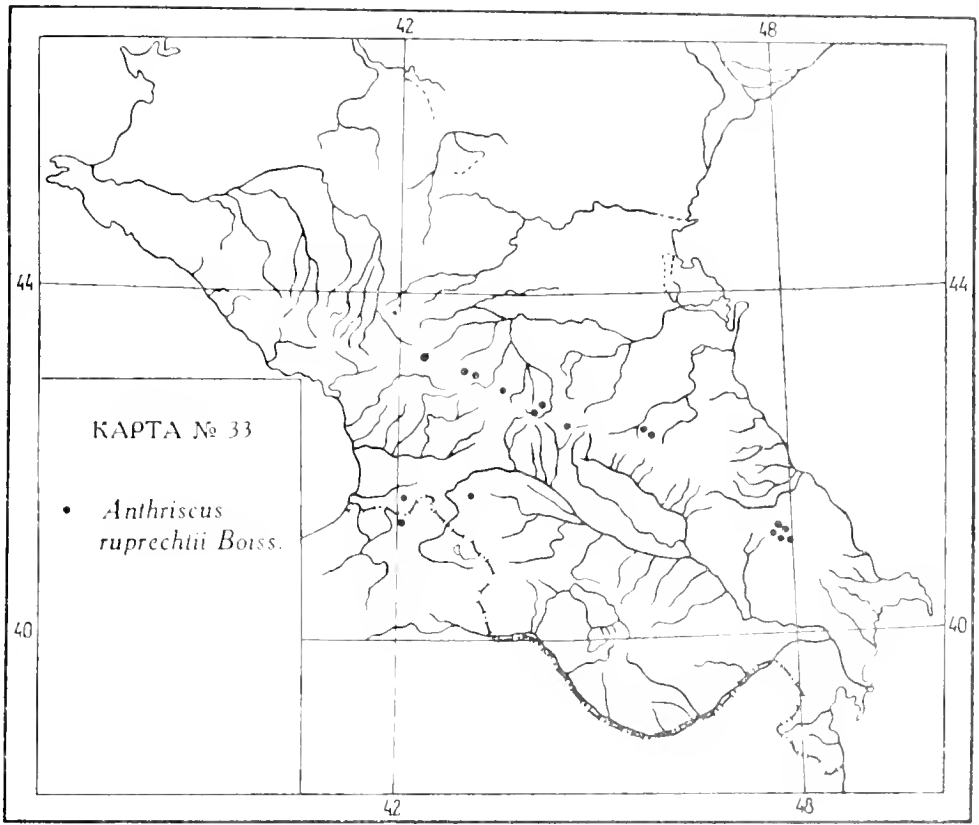 42 48
44 44
КАРТА № 33
Anthriscus
ruprechtii Boiss.
40 40
42 48